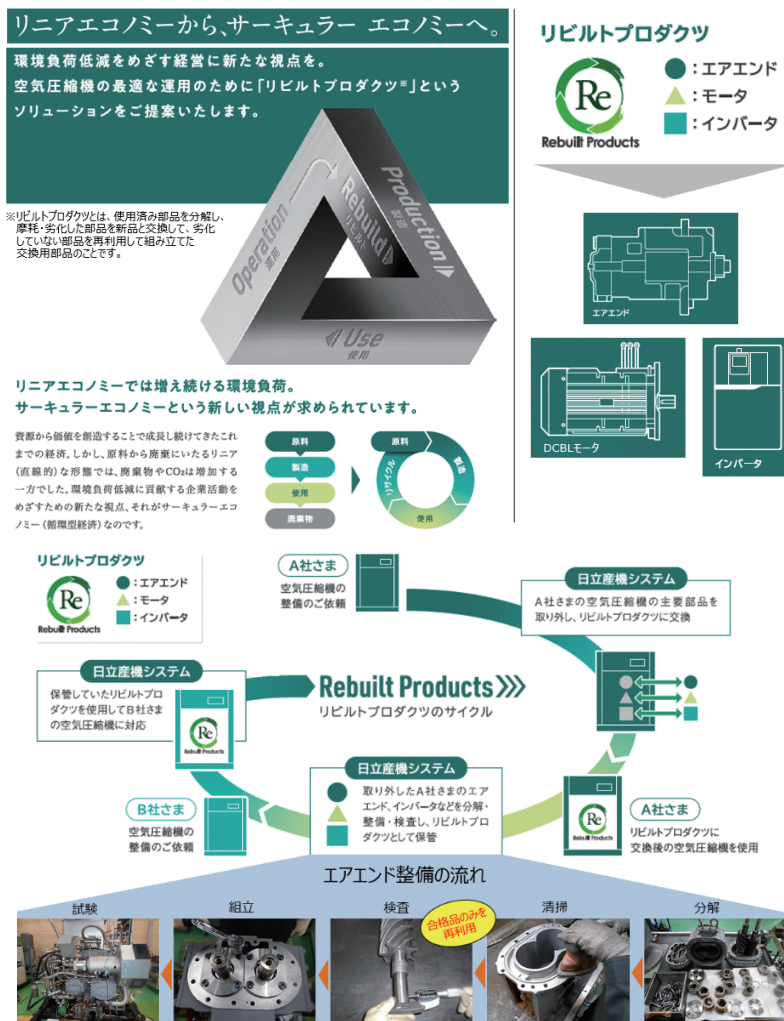 リニアエコノミーから、サーキュラー エコノミーへ。
環境負荷低減をめざす経営に新たな視点を。
空気圧縮機の最適な運用のために「リビルトプロダクツ※」という
ソリューションをご提案いたします。
※リビルトプロダクツとは、使用済み部品を分解し、
摩耗・劣化した部品を新品と交換して、劣化
していない部品を再利用して組み立てた
交換用部品のことです。
Operation
運用
Rebuild
リビルト
Production
製造
Use
使用
リニアエコノミーでは増え続ける環境負荷。
サーキュラーエコノミーという新しい視点が求められています。
資源から価値を創造することで成長し続けてきたこれ
までの経済。しかし、原料から廃棄にいたるリニア
(直線的)な形態では、廃棄物やCO₂は増加する
一方でした。環境負荷低減に貢献する企業活動を
めざすための新たな視点、それがサーキュラーエコ
ノミー(循環型経済)なのです。
原料
製造
使用
廃棄物
原料
製造
使用
リサイクル
リビルトプロダクツ
Re
Rebuilt Products
:エアエンド
:モータ
:インバータ
エアエンド
DCBLモータ
インバータ
リビルトプロダクツ
Re
Rebuilt Products
:エアエンド
:モータ
:インバータ
A社さま
空気圧縮機の
整備のご依頼
日立産機システム
A社さまの空気圧縮機の主要部品を
取り外し、リビルトプロダクツに交換
日立産機システム
保管していたリビルトプロ
ダクツを使用してB社さま
の空気圧縮機に対応
Re
Rebuilt Products
Rebuilt Products
リビルトプロダクツのサイクル
日立産機システム
取り外したA社さまのエア
エンド、インバータなどを分解・
整備・検査し、リビルトプロ
ダクツとして保管
B社さま
空気圧縮機の
整備のご依頼
Re
Rebuilt Products
A社さま
リビルトプロダクツに
交換後の空気圧縮機を使用
エアエンド整備の流れ
試験
組立
検査
清掃
分解
合格品のみを
再利用